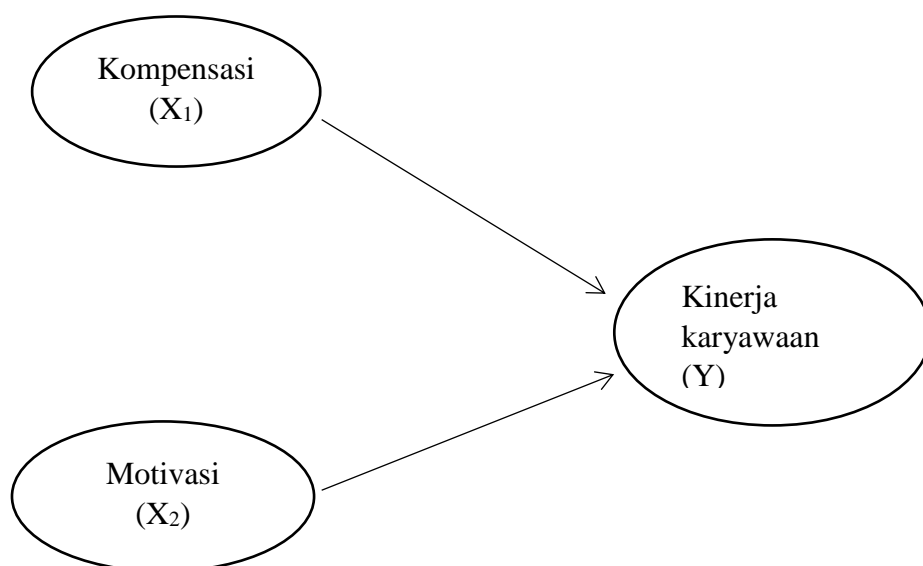 Kompensasi
(X₁)
Kinerja
karyawaan
(Y)
Motivasi
(X₂)